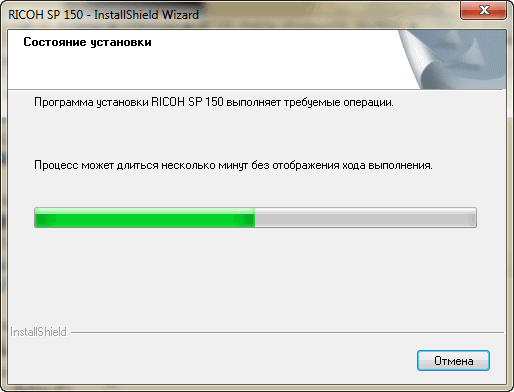 RICOH SP 150 - InstallShield Wizard
Состояние установки
Программа установки RICOH SP 150 выполняет требуемые операции.
Процесс может длиться несколько минут без отображения хода выполнения.
InstallShield
Отмена